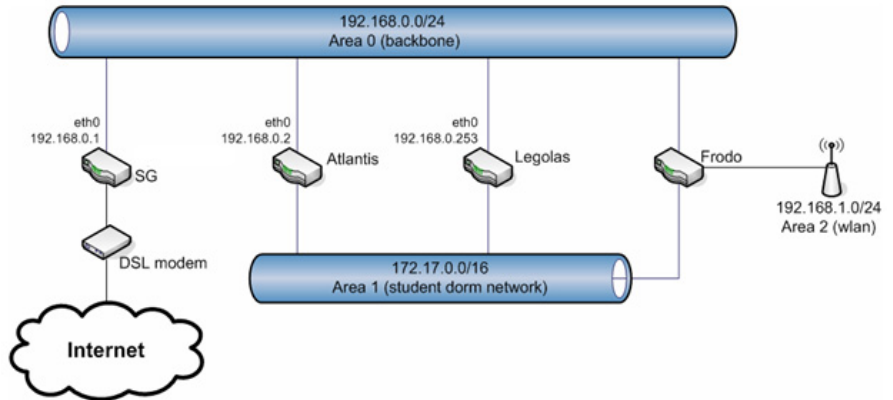 192.168.0.0/24
Area 0 (backbone)
eth0
192.168.0.1
SG
eth0
192.168.0.2
Atlantis
eth0
192.168.0.253
Legolas
Frodo
192.168.1.0/24
Area 2 (wlan)
DSL modem
172.17.0.0/16
Area 1 (student dorm network)
Internet